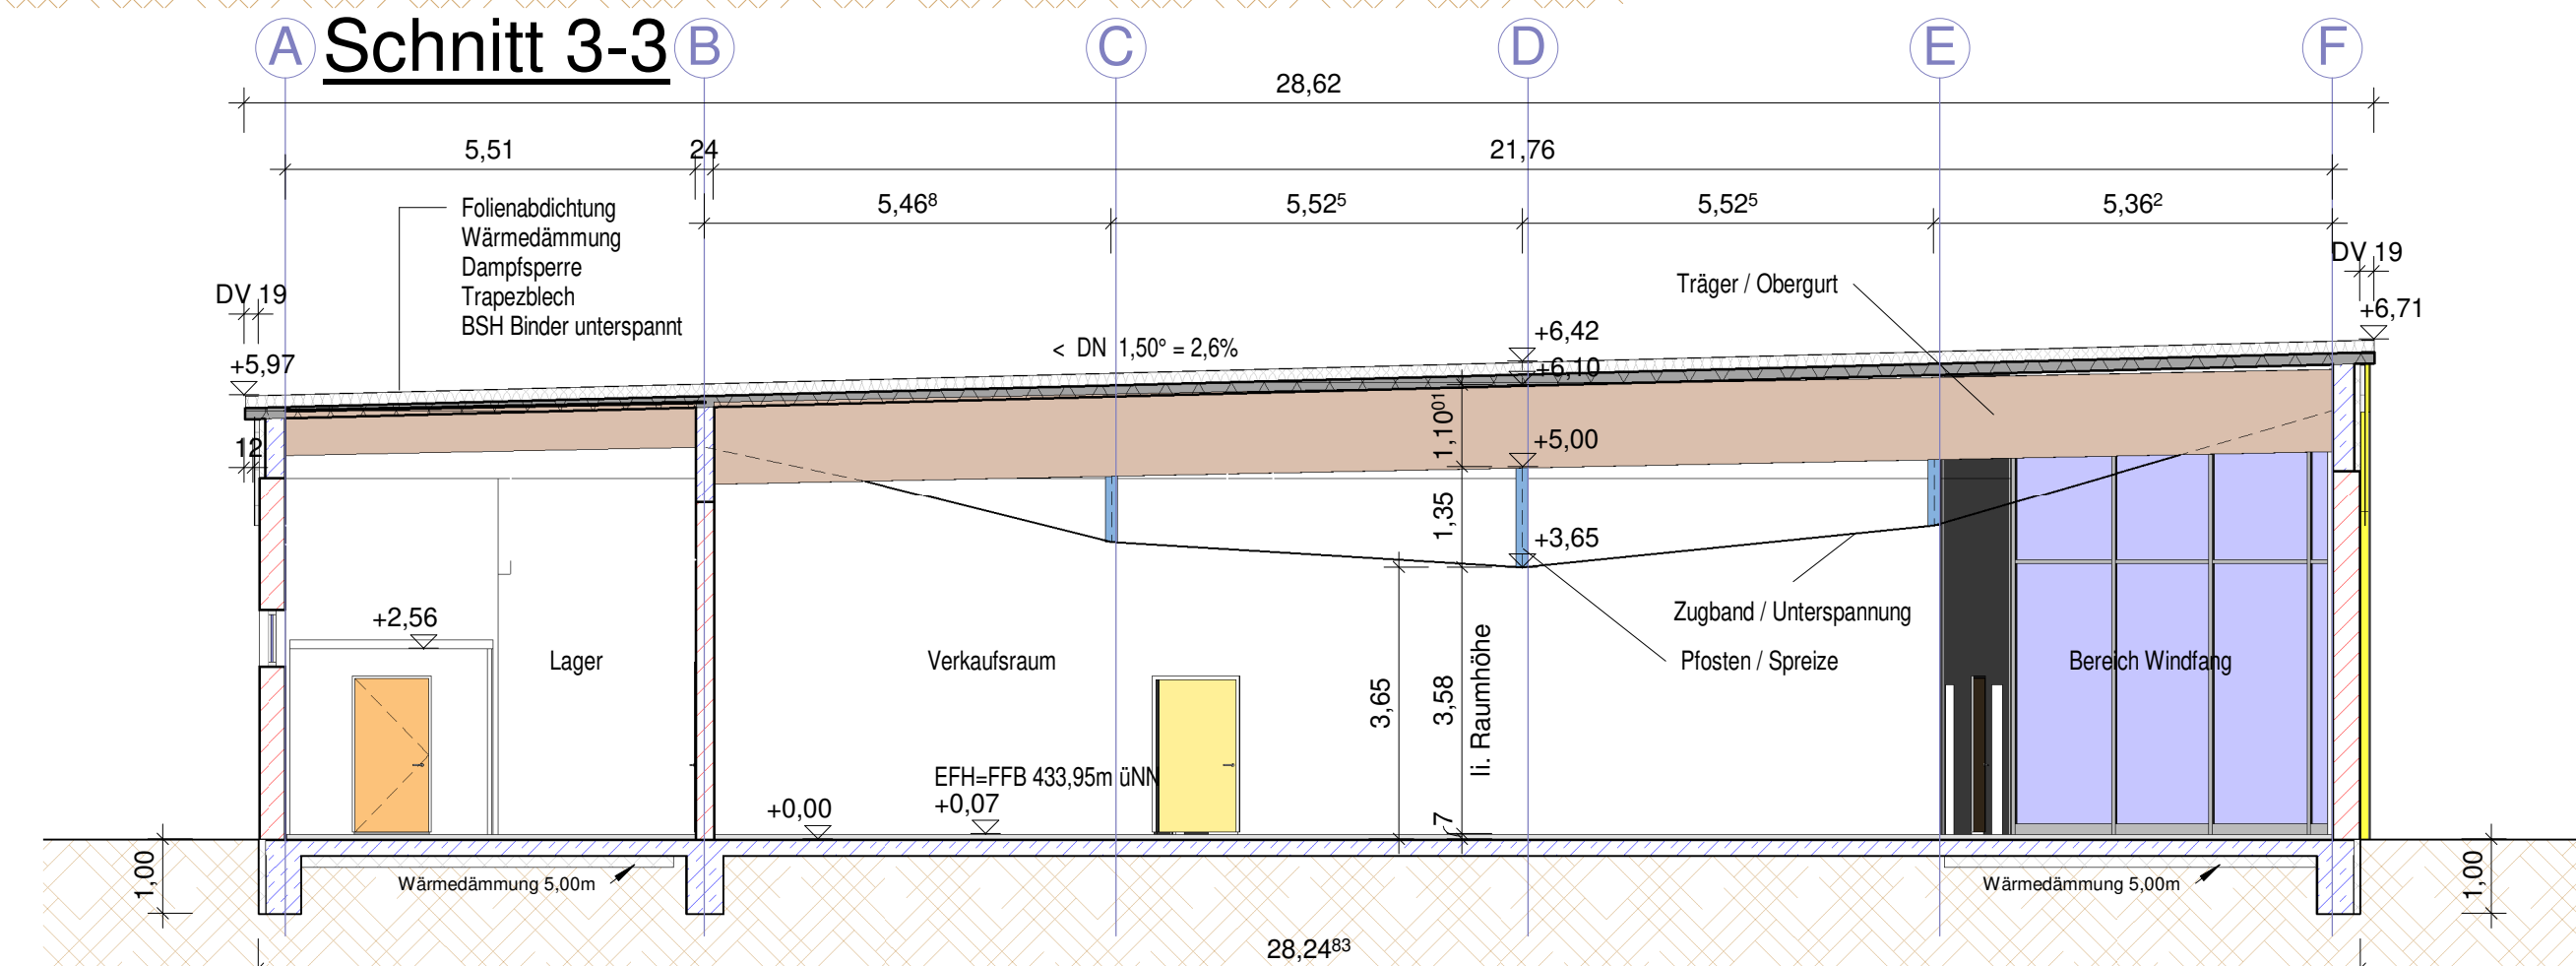 A
Schnitt 3-3
B
C
D
E
F
28,62
5,51
24
21,76
5,46⁸
5,52⁵
5,52⁵
5,36²
Folienabdichtung
Wärmedämmung
Dampfsperre
Trapezblech
BSH Binder unterspannt
DV 19
DV 19
Träger / Obergurt
+6,71
+6,42
< DN 1,50° = 2,6%
+5,97
+6,10
1,10⁰¹
+5,00
12
1,35
+3,65
+2,56
Zugband / Unterspannung
Lager
Verkaufsraum
Pfosten / Spreize
Bereich Windfang
3,65
3,58
li. Raumhöhe
EFH=FFB 433,95m üNN
+0,00
+0,07
7
1,00
Wärmedämmung 5,00m
Wärmedämmung 5,00m
1,00
28,24⁸³